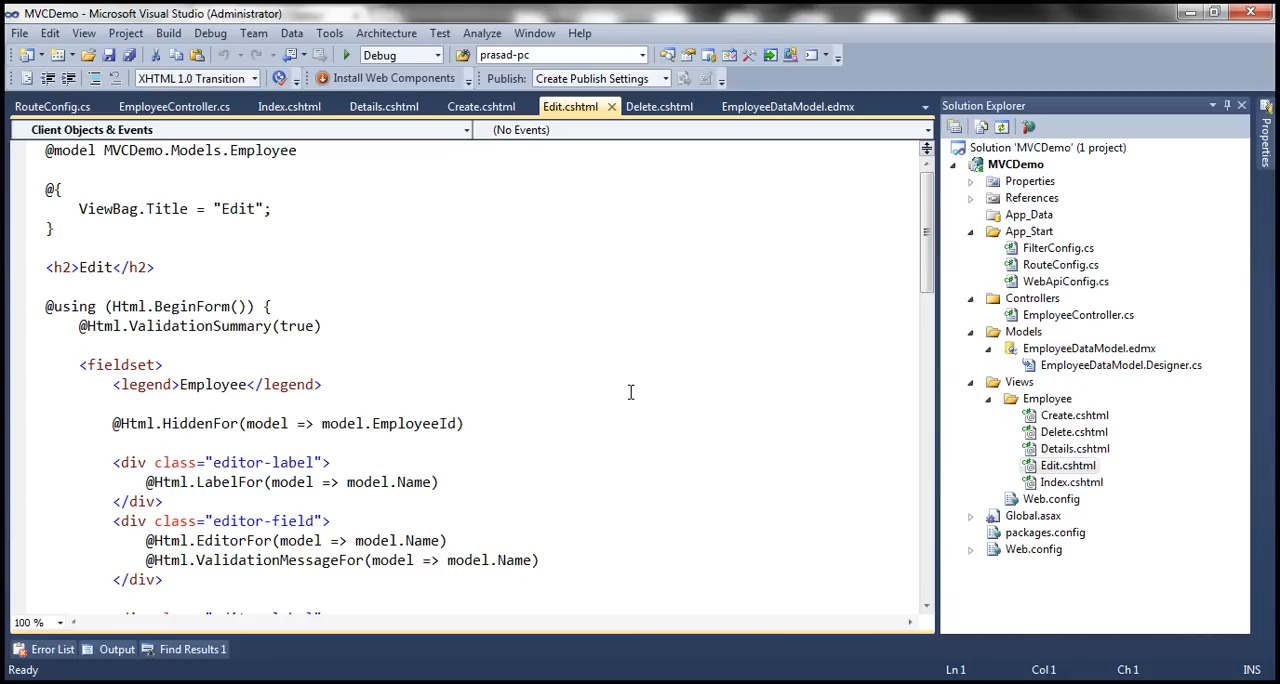 MVCDemo - Microsoft Visual Studio (Administrator)
File Edit View Project Build Debug Team Data Tools Architecture Test Analyze Window Help
Debug prasad-pc
XHTML 1.0 Transition Install Web Components Publish: Create Publish Settings
RouteConfig.cs EmployeeController.cs Index.cshtml Details.cshtml Create.cshtml Edit.cshtml Delete.cshtml EmployeeDataModel.edmx
Client Objects & Events (No Events)
@model MVCDemo.Models.Employee
@{
ViewBag.Title = "Edit";
}
<h2>Edit</h2>
@using (Html.BeginForm()) {
@Html.ValidationSummary(true)
<fieldset>
<legend>Employee</legend>
@Html.HiddenFor(model => model.EmployeeId)
<div class="editor-label">
@Html.LabelFor(model => model.Name)
</div>
<div class="editor-field">
@Html.EditorFor(model => model.Name)
@Html.ValidationMessageFor(model => model.Name)
</div>
100 %
Solution Explorer
Solution 'MVCDemo' (1 project)
MVCDemo
Properties
References
App_Data
App_Start
FilterConfig.cs
RouteConfig.cs
WebApiConfig.cs
Controllers
EmployeeController.cs
Models
EmployeeDataModel.edmx
EmployeeDataModel.Designer.cs
Views
Employee
Create.cshtml
Delete.cshtml
Details.cshtml
Edit.cshtml
Index.cshtml
Web.config
Global.asax
packages.config
Web.config
Properties
Error List Output Find Results 1
Ready Ln 1 Col 1 Ch 1 INS